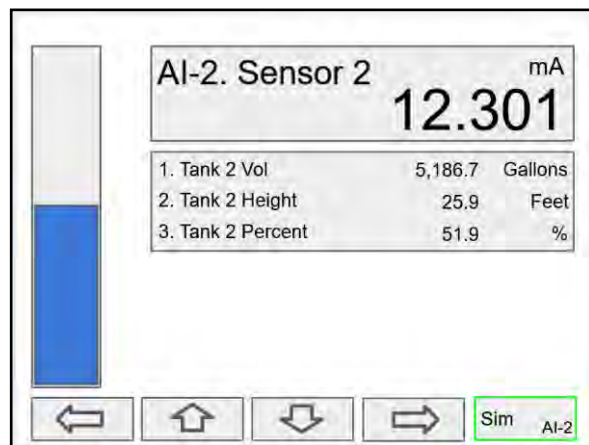 AI-2. Sensor 2 mA
12.301
1. Tank 2 Vol 5,186.7 Gallons
2. Tank 2 Height 25.9 Feet
3. Tank 2 Percent 51.9 %
Sim AI-2